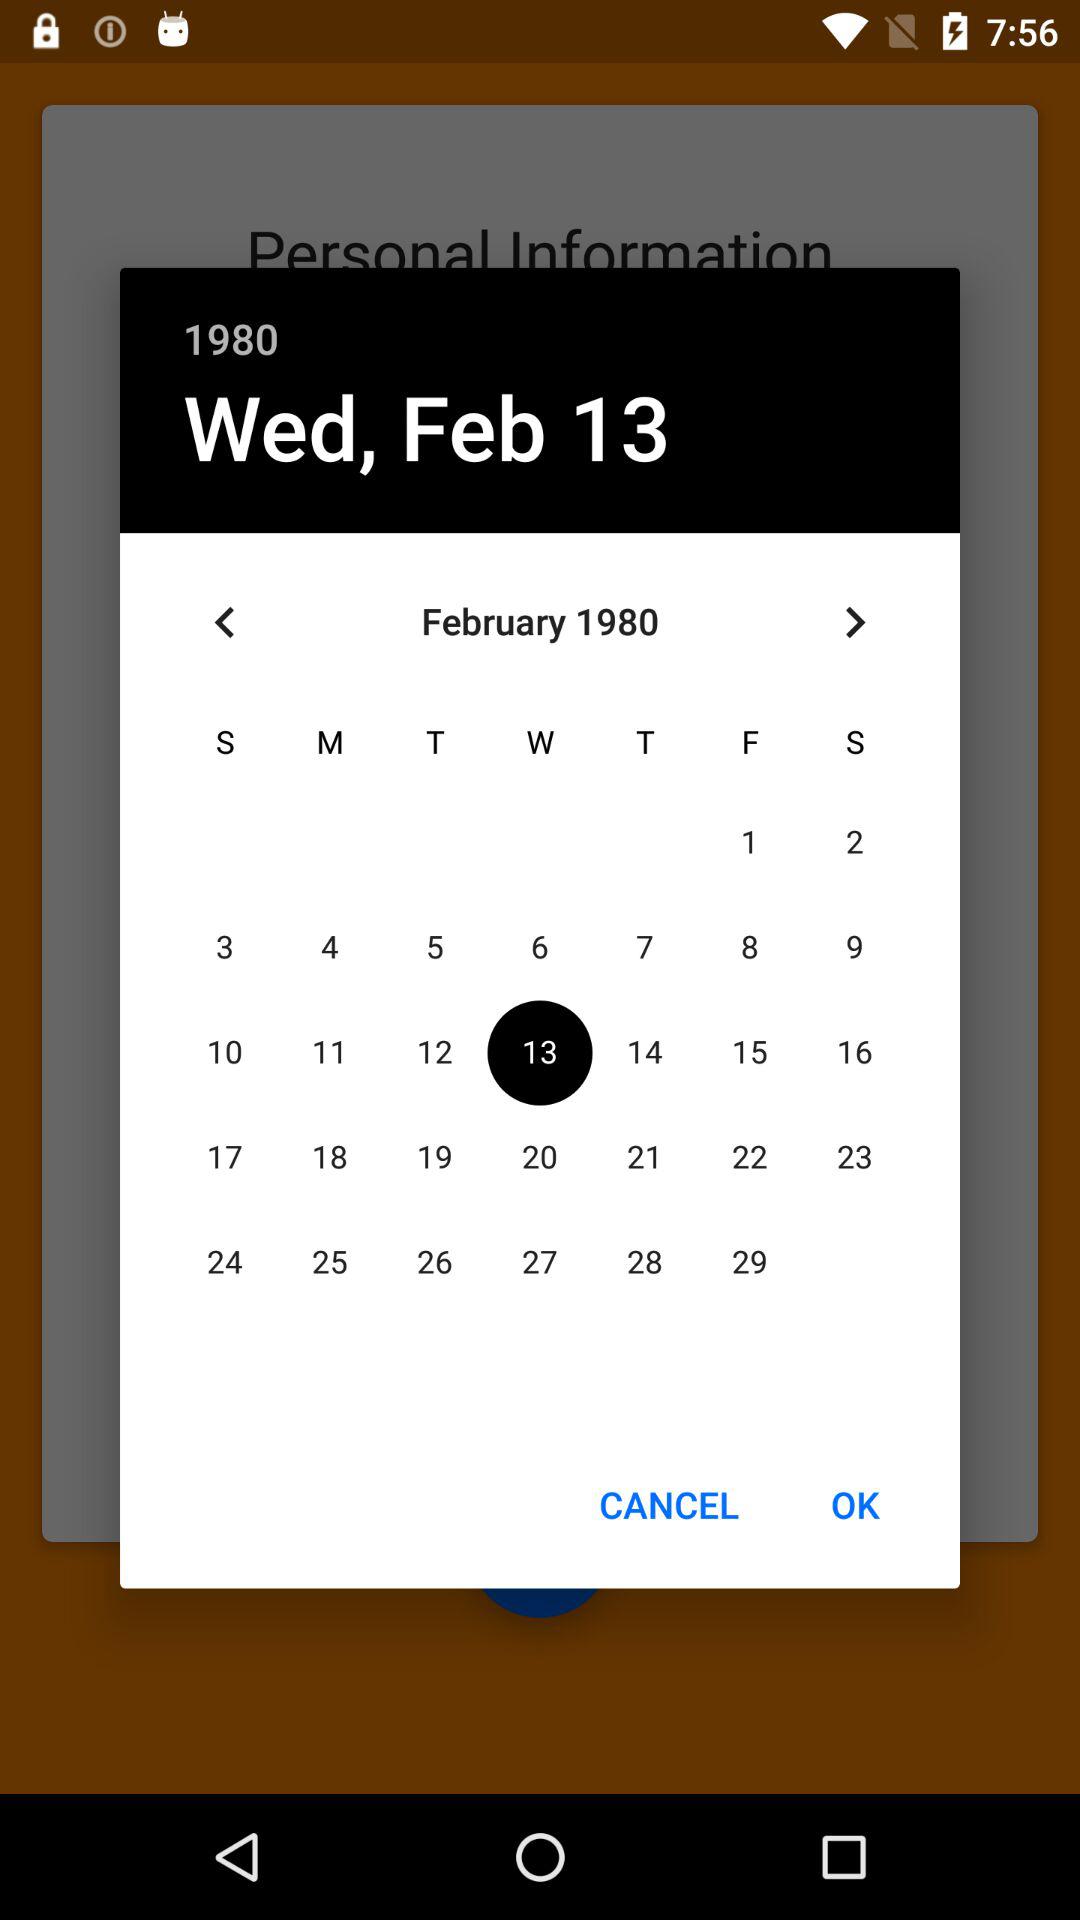 7:56
Personal Information
1980
Wed, Feb 13
February 1980
S M T W T F S
1 2
3 4 5 6 7 8 9
10 11 12 13 14 15 16
17 18 19 20 21 22 23
24 25 26 27 28 29
CANCEL OK